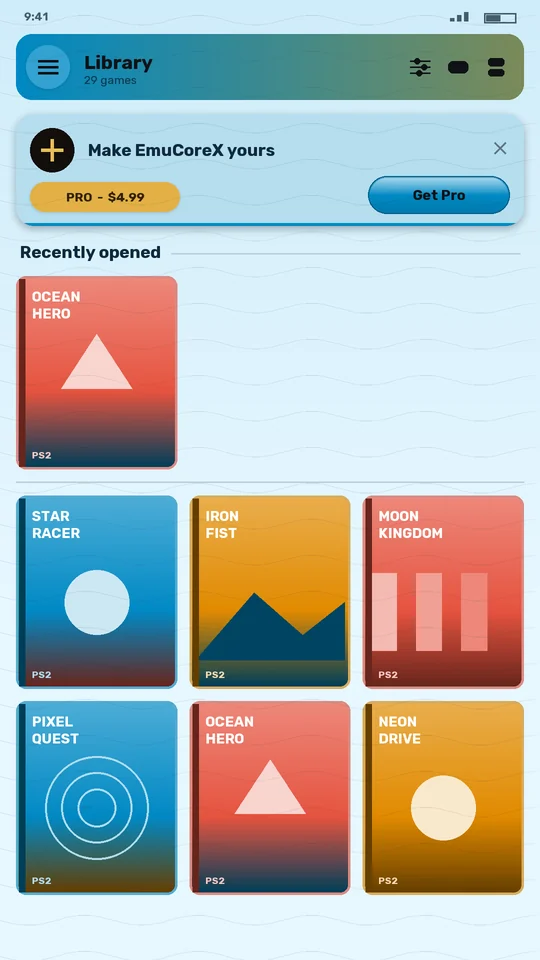 9:41
Library
29 games
Make EmuCoreX yours
PRO - $4.99
Get Pro
Recently opened
OCEAN
HERO
PS2
STAR
RACER
PS2
IRON
FIST
PS2
MOON
KINGDOM
PS2
PIXEL
QUEST
PS2
OCEAN
HERO
PS2
NEON
DRIVE
PS2